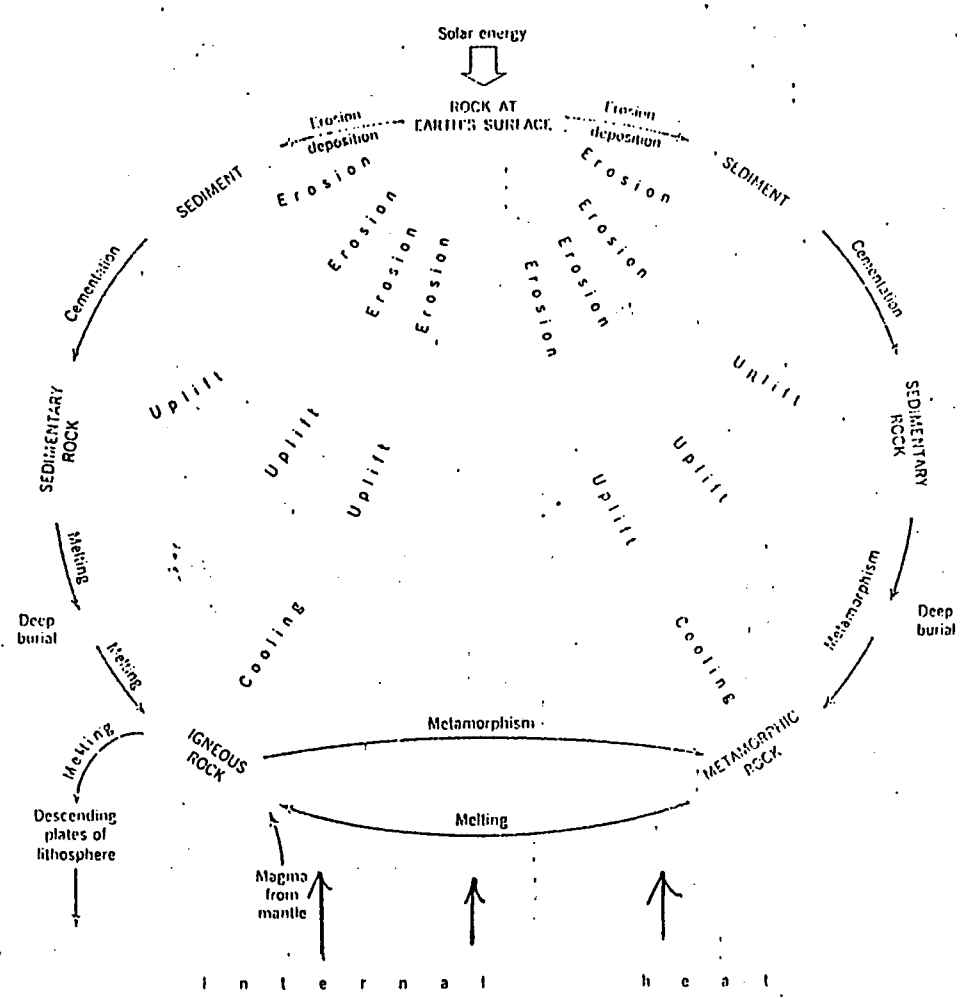 Solar energy
ROCK AT
EARTH'S SURFACE
Erosion
deposition
Erosion
deposition
SEDIMENT
SEDIMENT
Erosion
Erosion
Erosion
Erosion
Erosion
Erosion
Erosion
Erosion
Cementation
Cementation
Uplift
Uplift
Uplift
Uplift
Uplift
Uplift
SEDIMENTARY
ROCK
SEDIMENTARY
ROCK
Melting
Metamorphism
Deep
burial
Deep
burial
Melting
Cooling
Cooling
Melting
IGNEOUS
ROCK
Metamorphism
METAMORPHIC
ROCK
Melting
Descending
plates of
lithosphere
Magma
from
mantle
Internal heat